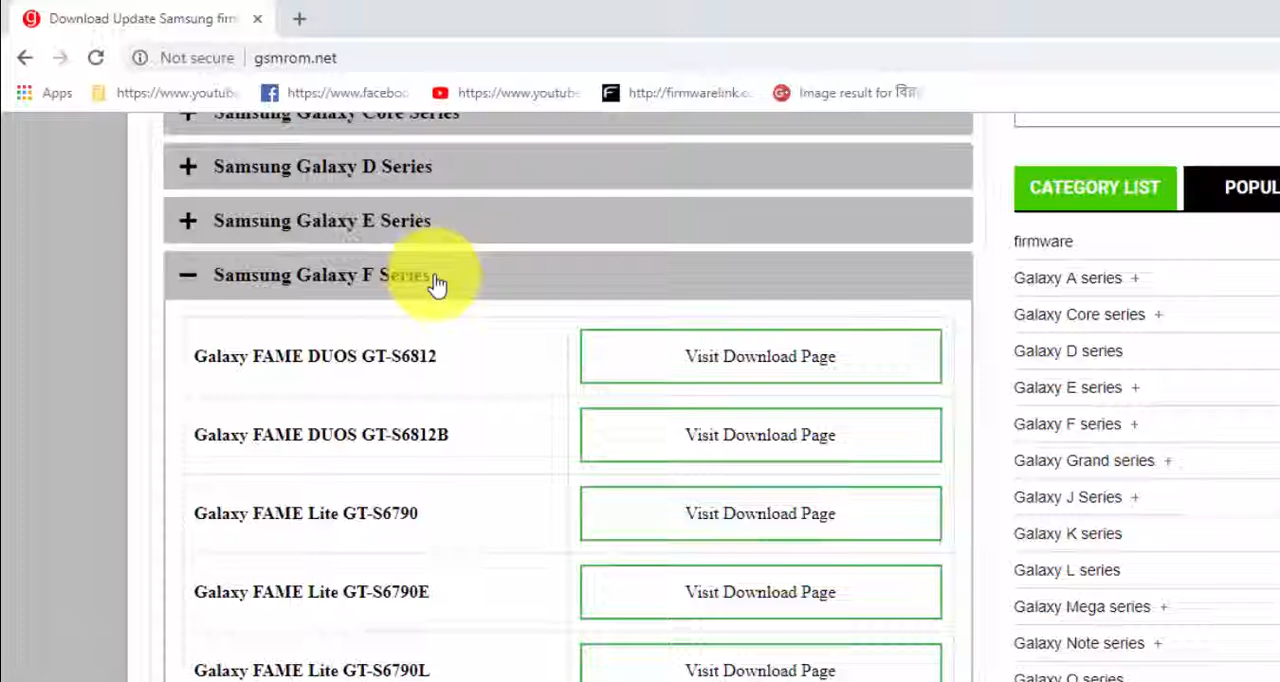 Download Update Samsung firm
Not secure
gsmrom.net
Apps
https://www.youtube
https://www.faceboo
https://www.youtube
http://firmwarelink.c
Image result for
Samsung Galaxy Core Series
Samsung Galaxy D Series
Samsung Galaxy E Series
Samsung Galaxy F Series
Galaxy FAME DUOS GT-S6812
Visit Download Page
Galaxy FAME DUOS GT-S6812B
Visit Download Page
Galaxy FAME Lite GT-S6790
Visit Download Page
Galaxy FAME Lite GT-S6790E
Visit Download Page
Galaxy FAME Lite GT-S6790L
Visit Download Page
CATEGORY LIST
POPUL
firmware
Galaxy A series +
Galaxy Core series +
Galaxy D series
Galaxy E series +
Galaxy F series +
Galaxy Grand series +
Galaxy J Series +
Galaxy K series
Galaxy L series
Galaxy Mega series +
Galaxy Note series +